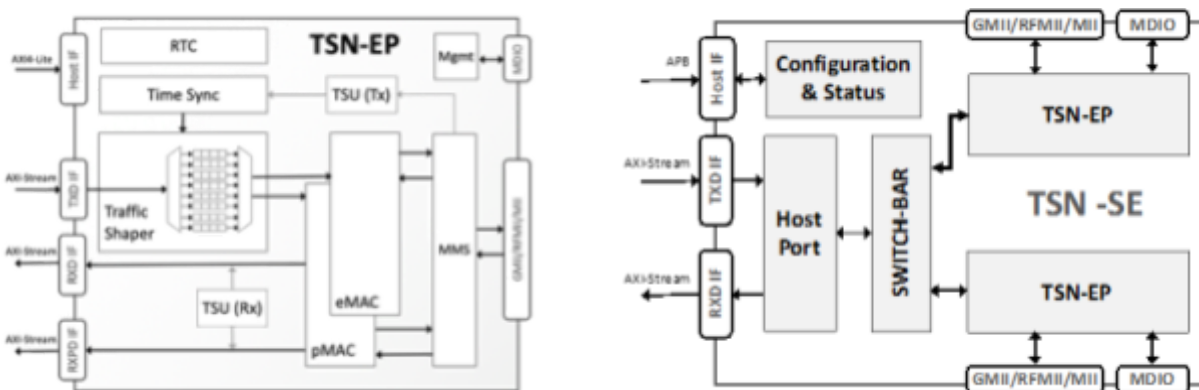 RTC
TSN-EP
Mgmt
MDIO
AXI4-Lite
Host IF
Time Sync
TSU (Tx)
AXI-Stream
TXD IF
Traffic
Shaper
MMS
GMII/RFMII/MII
AXI-Stream
RXD IF
TSU (Rx)
eMAC
AXI-Stream
RXPD IF
pMAC
GMII/RFMII/MII
MDIO
APB
Host IF
Configuration
& Status
TSN-EP
AXI-Stream
TXD IF
Host
Port
SWITCH-BAR
TSN -SE
AXI-Stream
RXD IF
TSN-EP
GMII/RFMII/MII
MDIO